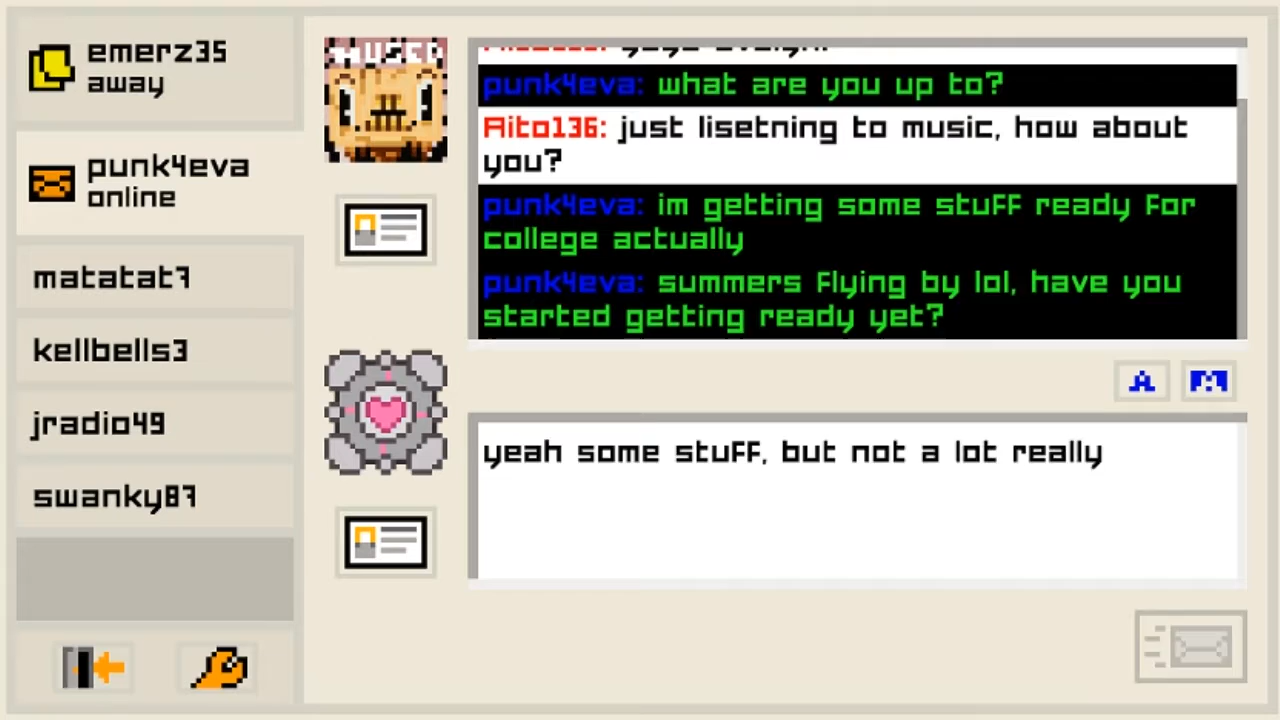 emerz35
away
punk4eva
online
matatat7
kellbells3
jradio49
swanky87
punk4eva: what are you up to?
Aito136: just lisetning to music, how about
you?
punk4eva: im getting some stuff ready for
college actually
punk4eva: summers flying by lol, have you
started getting ready yet?
A
yeah some stuff, but not a lot really